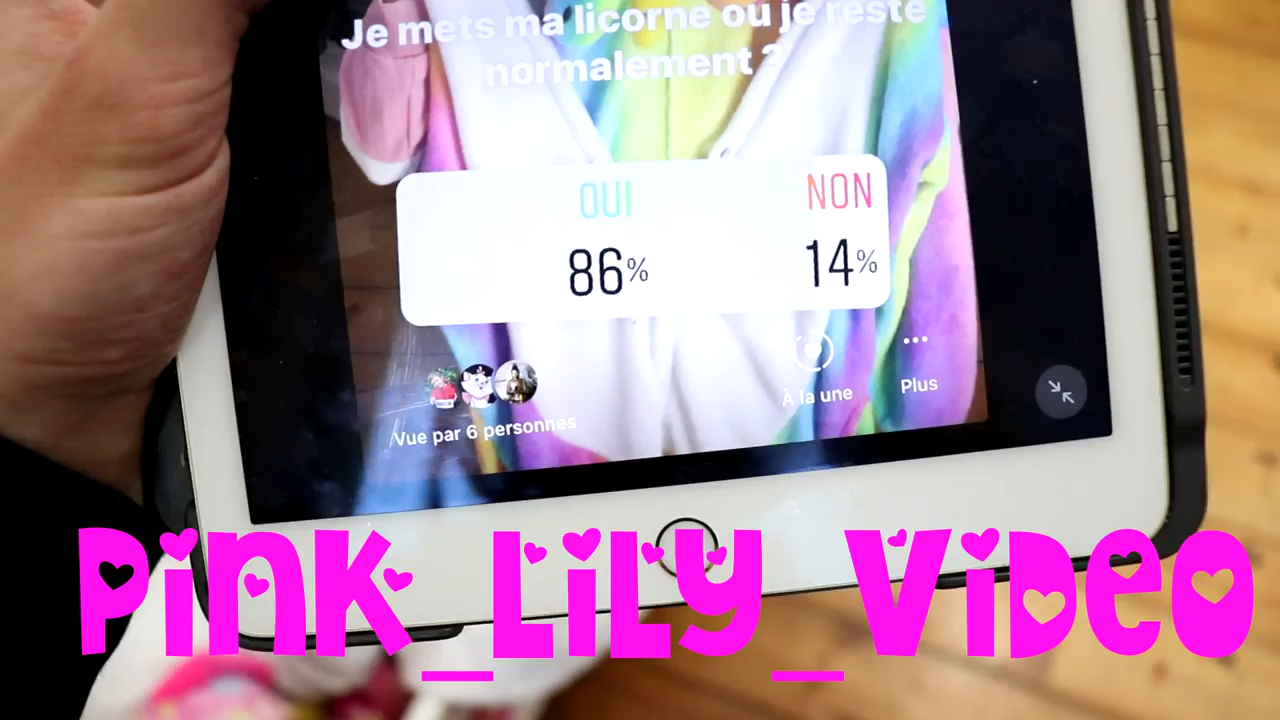 Je mets ma licorne ou je reste
normalement ?
OUI NON
86% 14%
À la une
Plus
Vue par 6 personnes
Pink_Lily_Video